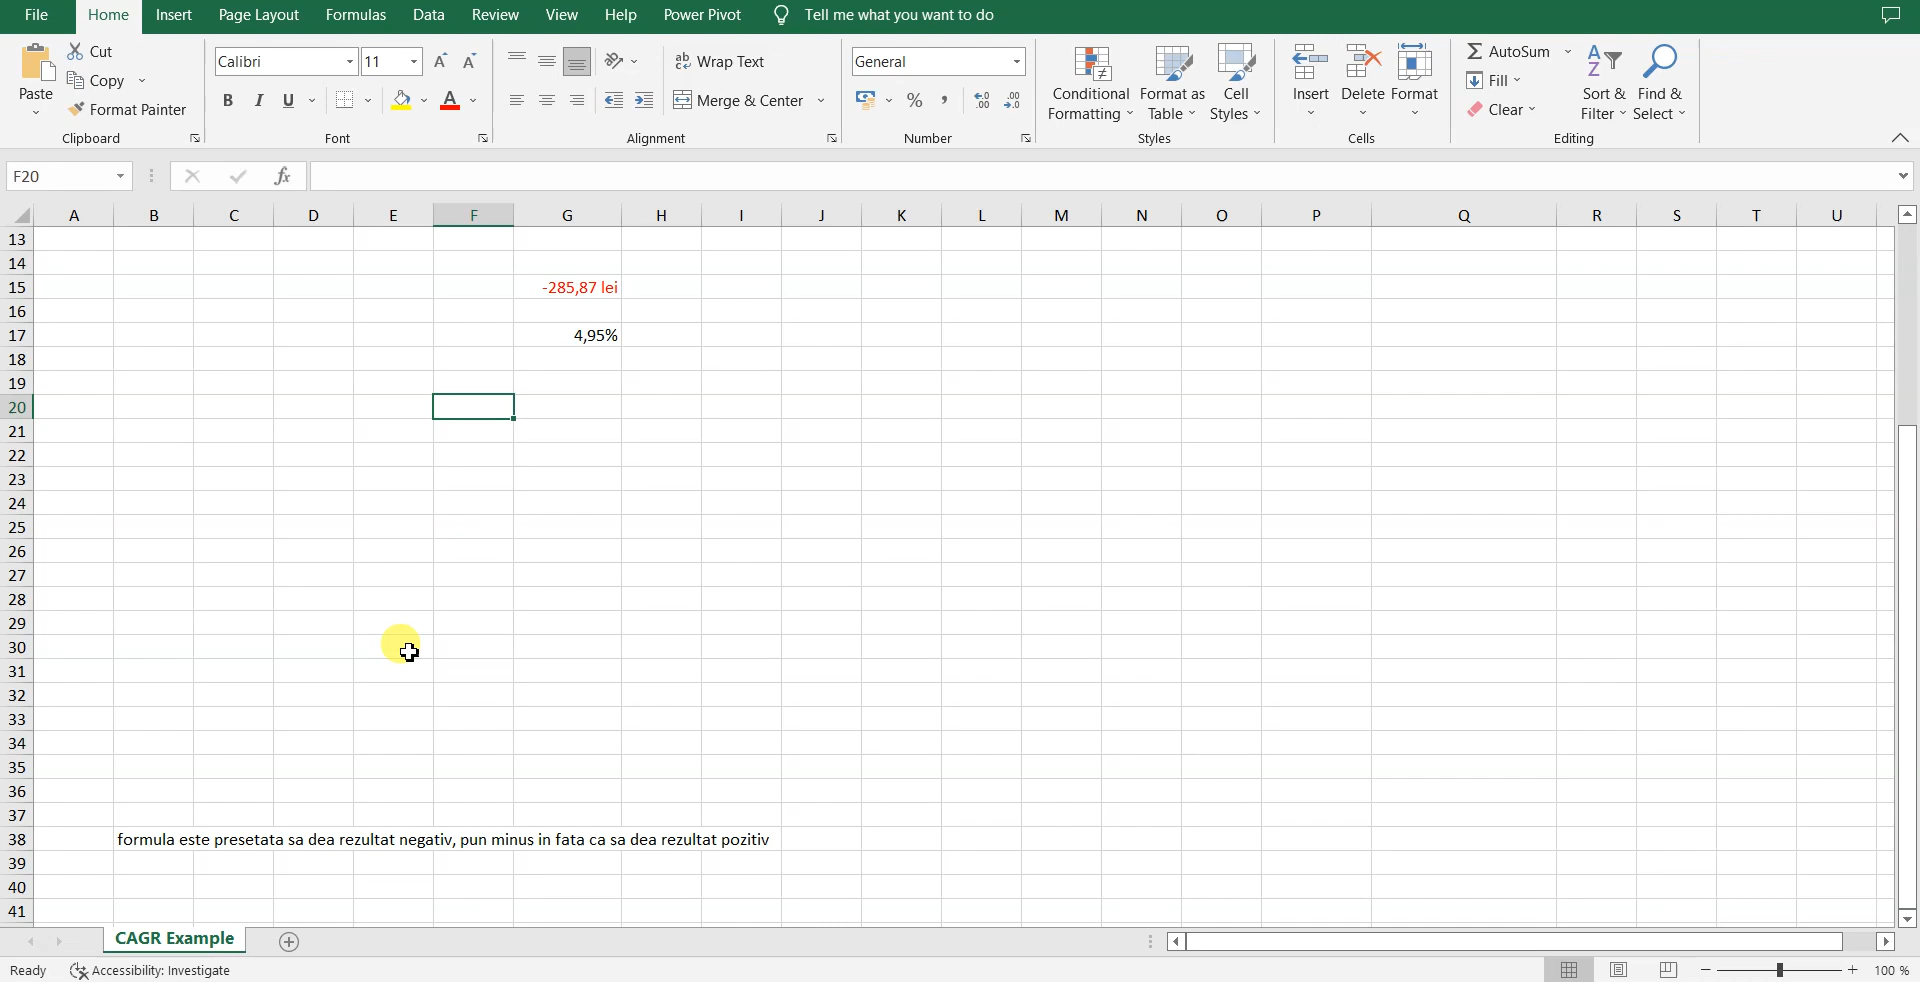 File Home Insert Page Layout Formulas Data Review View Help Power Pivot Tell me what you want to do
Paste
Cut
Copy
Format Painter
Clipboard
Calibri 11 A A
B I U A
Font
ab Wrap Text
Merge & Center
Alignment
General
% ,
Number
Conditional Formatting
Format as Table
Cell Styles
Styles
Insert Delete Format
Cells
AutoSum
Fill
Clear
Sort & Filter
Find & Select
Editing
F20 fx
A B C D E F G H I J K L M N O P Q R S T U
13
14
15 -285,87 lei
16
17 4,95%
18
19
20
21
22
23
24
25
26
27
28
29
30
31
32
33
34
35
36
37
38 formula este presetata sa dea rezultat negativ, pun minus in fata ca sa dea rezultat pozitiv
39
40
41
CAGR Example
Ready Accessibility: Investigate 100 %